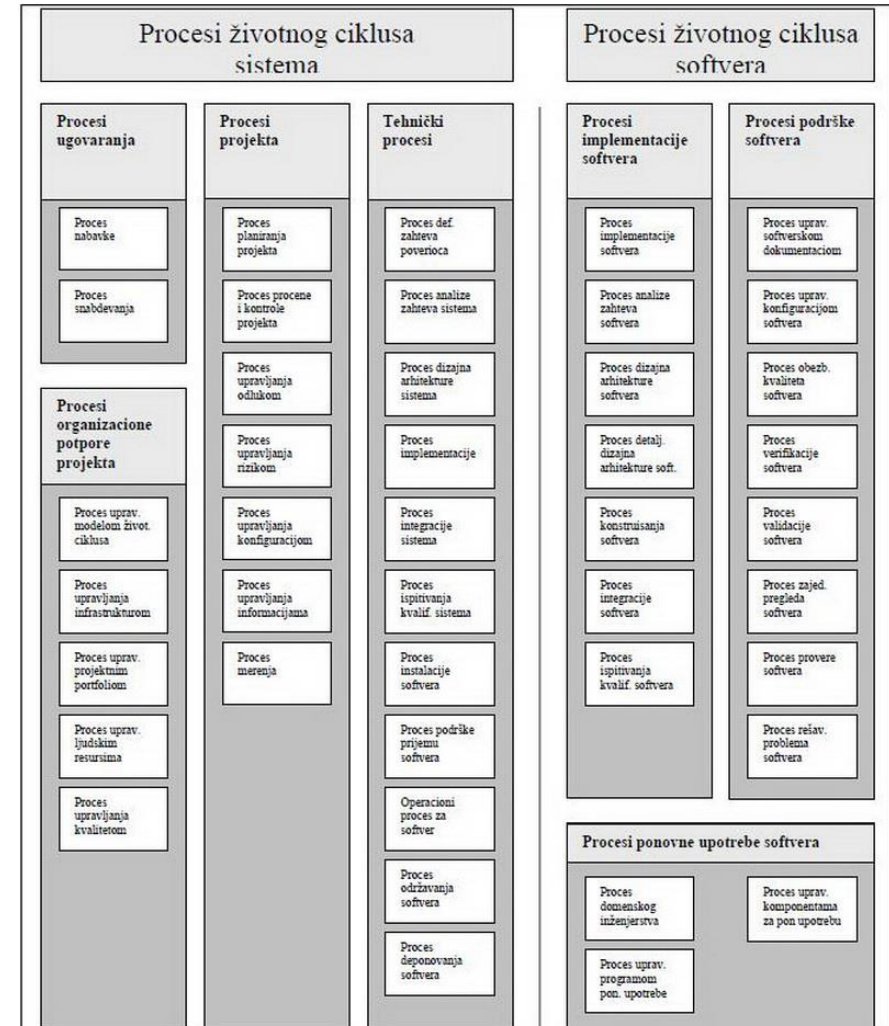 Procesi životnog ciklusa
sistema
Procesi
ugovaranja
Proces
nabavke
Proces
snabdevanja
Procesi
organizacione
potpore
projekta
Proces uprav.
modelom život.
ciklusa
Proces
upravljanja
infrastrukturom
Proces uprav.
projektnim
portfoliom
Proces uprav.
ljudskim
resursima
Proces
upravljanja
kvalitetom
Procesi
projekta
Proces
planiranja
projekta
Proces procene
i kontrole
projekta
Proces
upravljanja
odlukom
Proces
upravljanja
rizikom
Proces
upravljanja
konfiguracijom
Proces
upravljanja
informacijama
Proces
merenja
Tehnički
procesi
Proces def.
zahteva
poverioca
Proces analize
zahteva sistema
Proces dizajna
arhitekture
sistema
Proces
implementacije
Proces
integracije
sistema
Proces
ispitivanja
kvalif. sistema
Proces
instalacije
softvera
Proces podrške
prijemu
softvera
Operacioni
proces za
softver
Proces
održavanja
softvera
Proces
deponovanja
softvera
Procesi životnog ciklusa
softvera
Procesi
implementacije
softvera
Proces
implementacije
softvera
Proces analize
zahteva
softvera
Proces dizajna
arhitekture
softvera
Proces detalj.
dizajna
arhitekture soft.
Proces
konstruisanja
softvera
Proces
integracije
softvera
Proces
ispitivanja
kvalif. softvera
Procesi podrške
softvera
Proces uprav.
softverskom
dokumentaciom
Proces uprav.
konfiguracijom
softvera
Proces obezb.
kvaliteta
softvera
Proces
verifikacije
softvera
Proces
validacije
softvera
Proces zajed.
pregleda
softvera
Proces provere
softvera
Proces rešav.
problema
softvera
Procesi ponovne upotrebe softvera
Proces
domenskog
inženjerstva
Proces uprav.
komponentama
za pon upotrebu
Proces uprav.
programom
pon. upotrebe